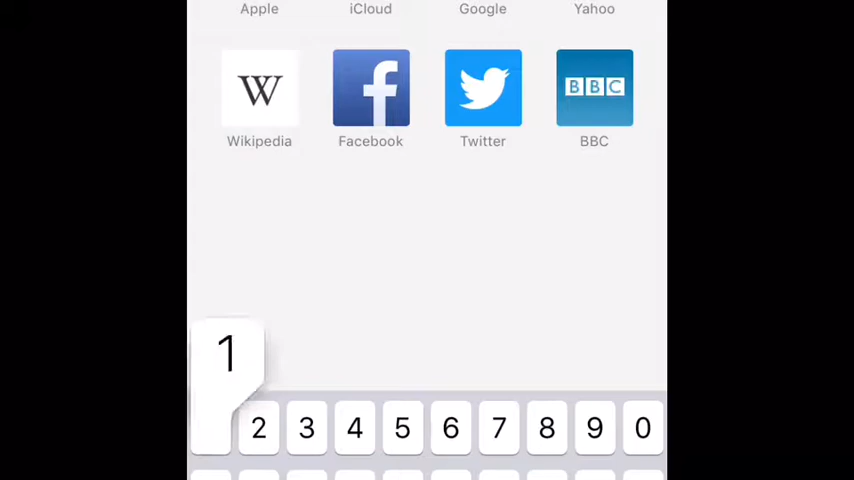 Apple iCloud Google Yahoo
W f BBC
Wikipedia Facebook Twitter BBC
1
2 3 4 5 6 7 8 9 0